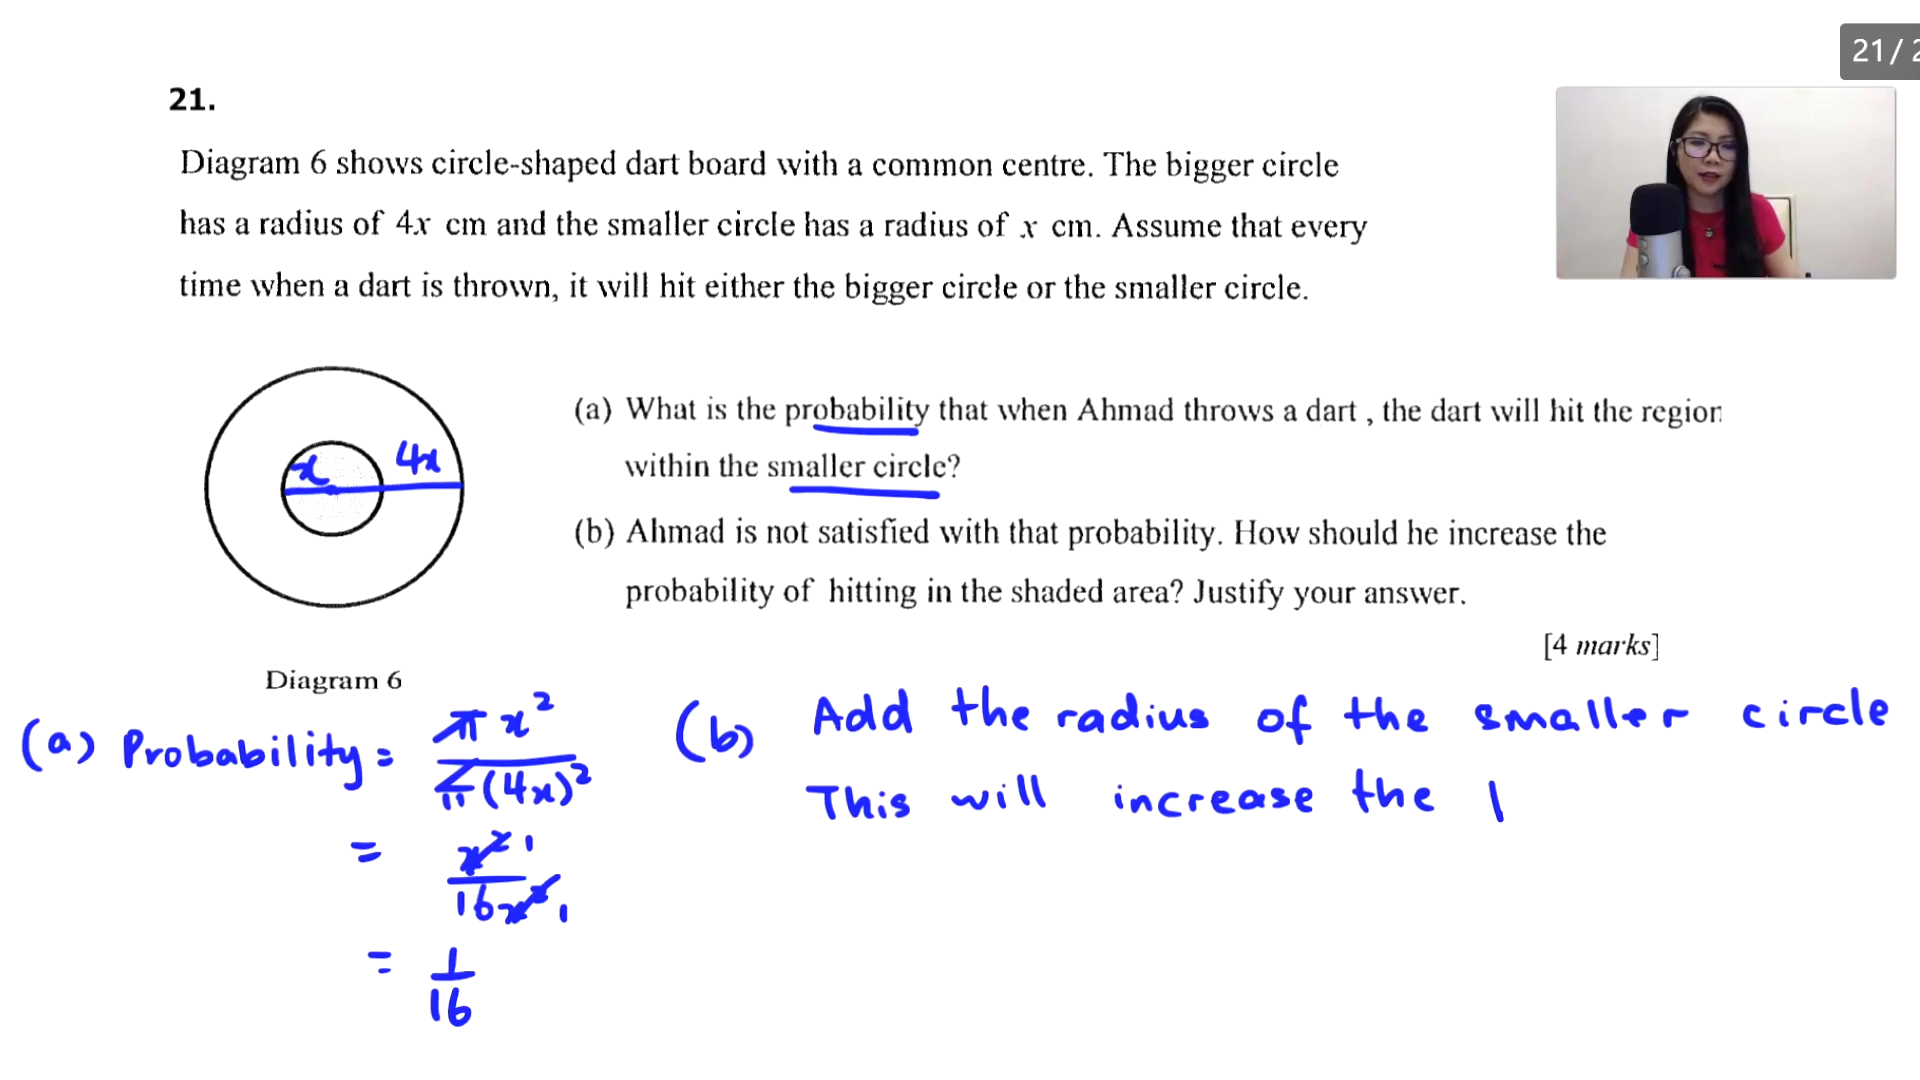 21/2
21.
Diagram 6 shows circle-shaped dart board with a common centre. The bigger circle
has a radius of 4x cm and the smaller circle has a radius of x cm. Assume that every
time when a dart is thrown, it will hit either the bigger circle or the smaller circle.
x 4x
(a) What is the probability that when Ahmad throws a dart , the dart will hit the region
within the smaller circle?
(b) Ahmad is not satisfied with that probability. How should he increase the
probability of hitting in the shaded area? Justify your answer.
[4 marks]
Diagram 6
(a) Probability = πx²/π(4x)²
= x² 1/16x² 1
= 1/16
(b) Add the radius of the smaller circle
This will increase the